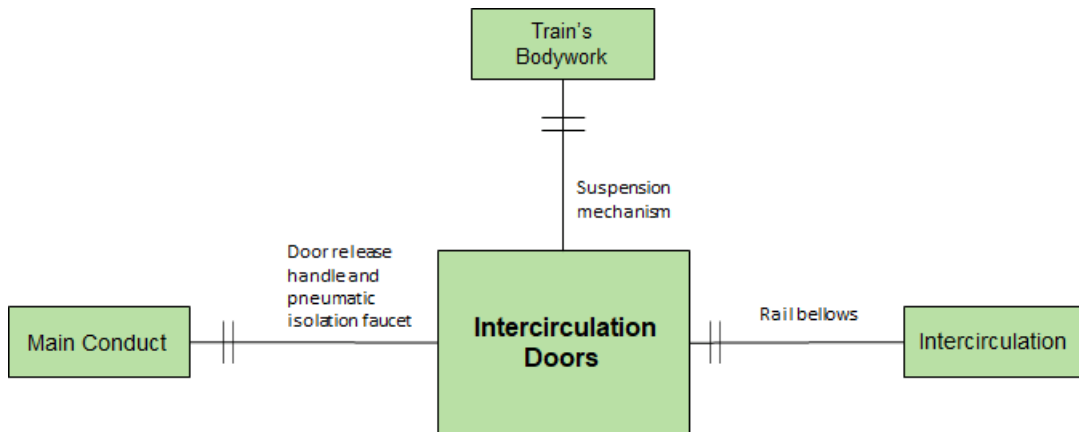 Train's
Bodywork
Suspension
mechanism
Door release
handle and
pneumatic
isolation faucet
Main Conduct
Intercirculation
Doors
Rail bellows
Intercirculation